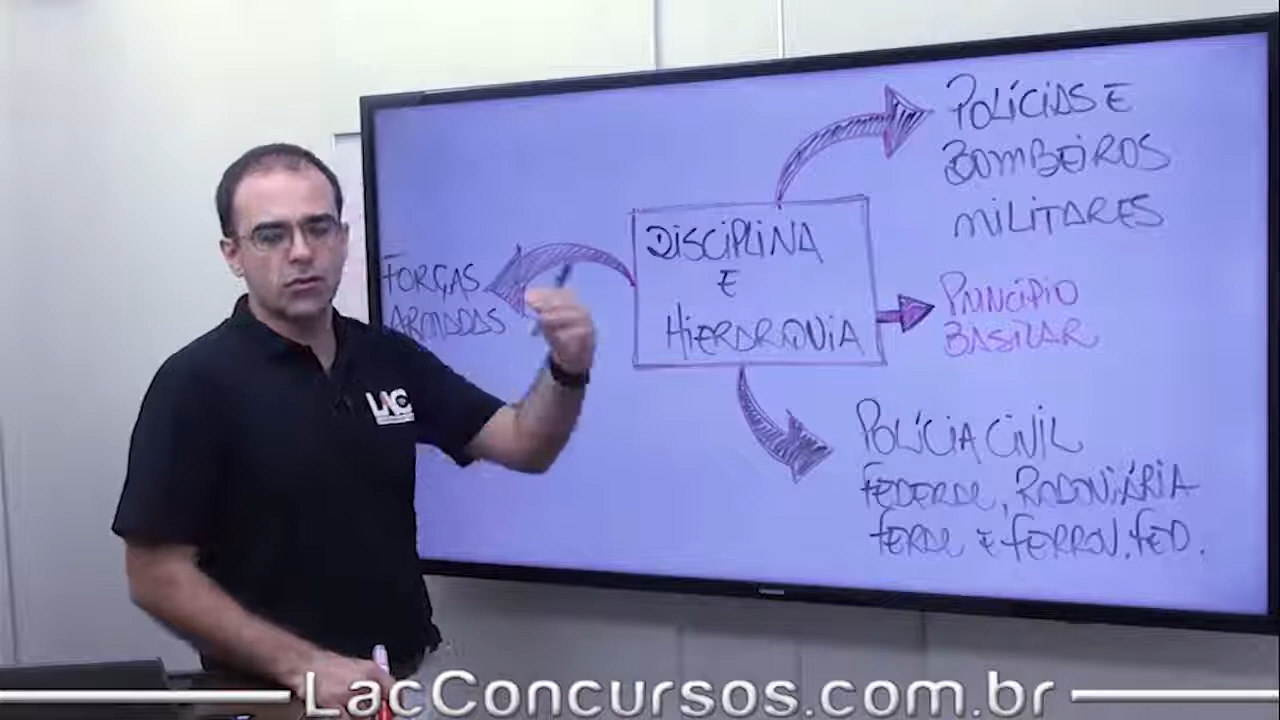 POLÍCIAS E
BOMBEIROS
MILITARES
DISCIPLINA
E
HIERARQUIA
FORÇAS
ARMADAS
PRINCÍPIO
BASILAR
POLÍCIA CIVIL
FEDERAL, RODOVIÁRIA
FEDERAL E FERROV. FED.
LAC
LacConcursos.com.br